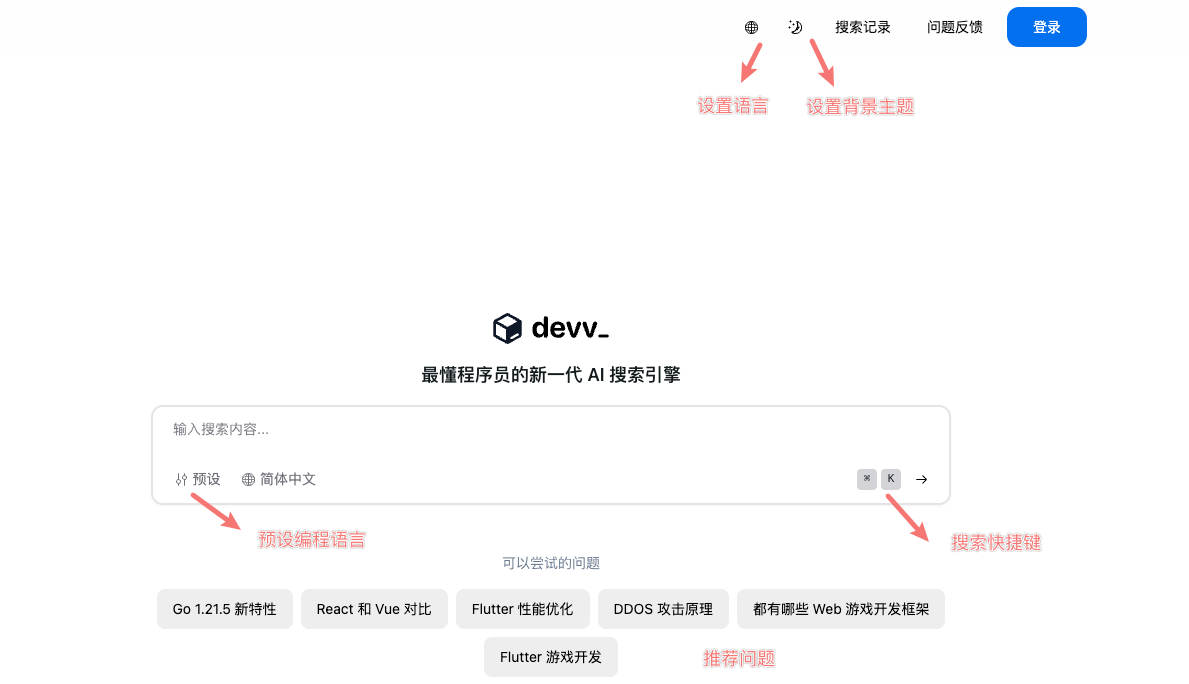 搜索记录 问题反馈 登录
设置语言 设置背景主题
devv_
最懂程序员的新一代 AI 搜索引擎
输入搜索内容...
预设 简体中文 ⌘ K
预设编程语言 搜索快捷键
可以尝试的问题
Go 1.21.5 新特性 React 和 Vue 对比 Flutter 性能优化 DDOS 攻击原理 都有哪些 Web 游戏开发框架
Flutter 游戏开发 推荐问题